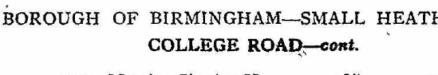 BOROUGH OF BIRMINGHAM—SMALL HEATH
COLLEGE ROAD—cont.